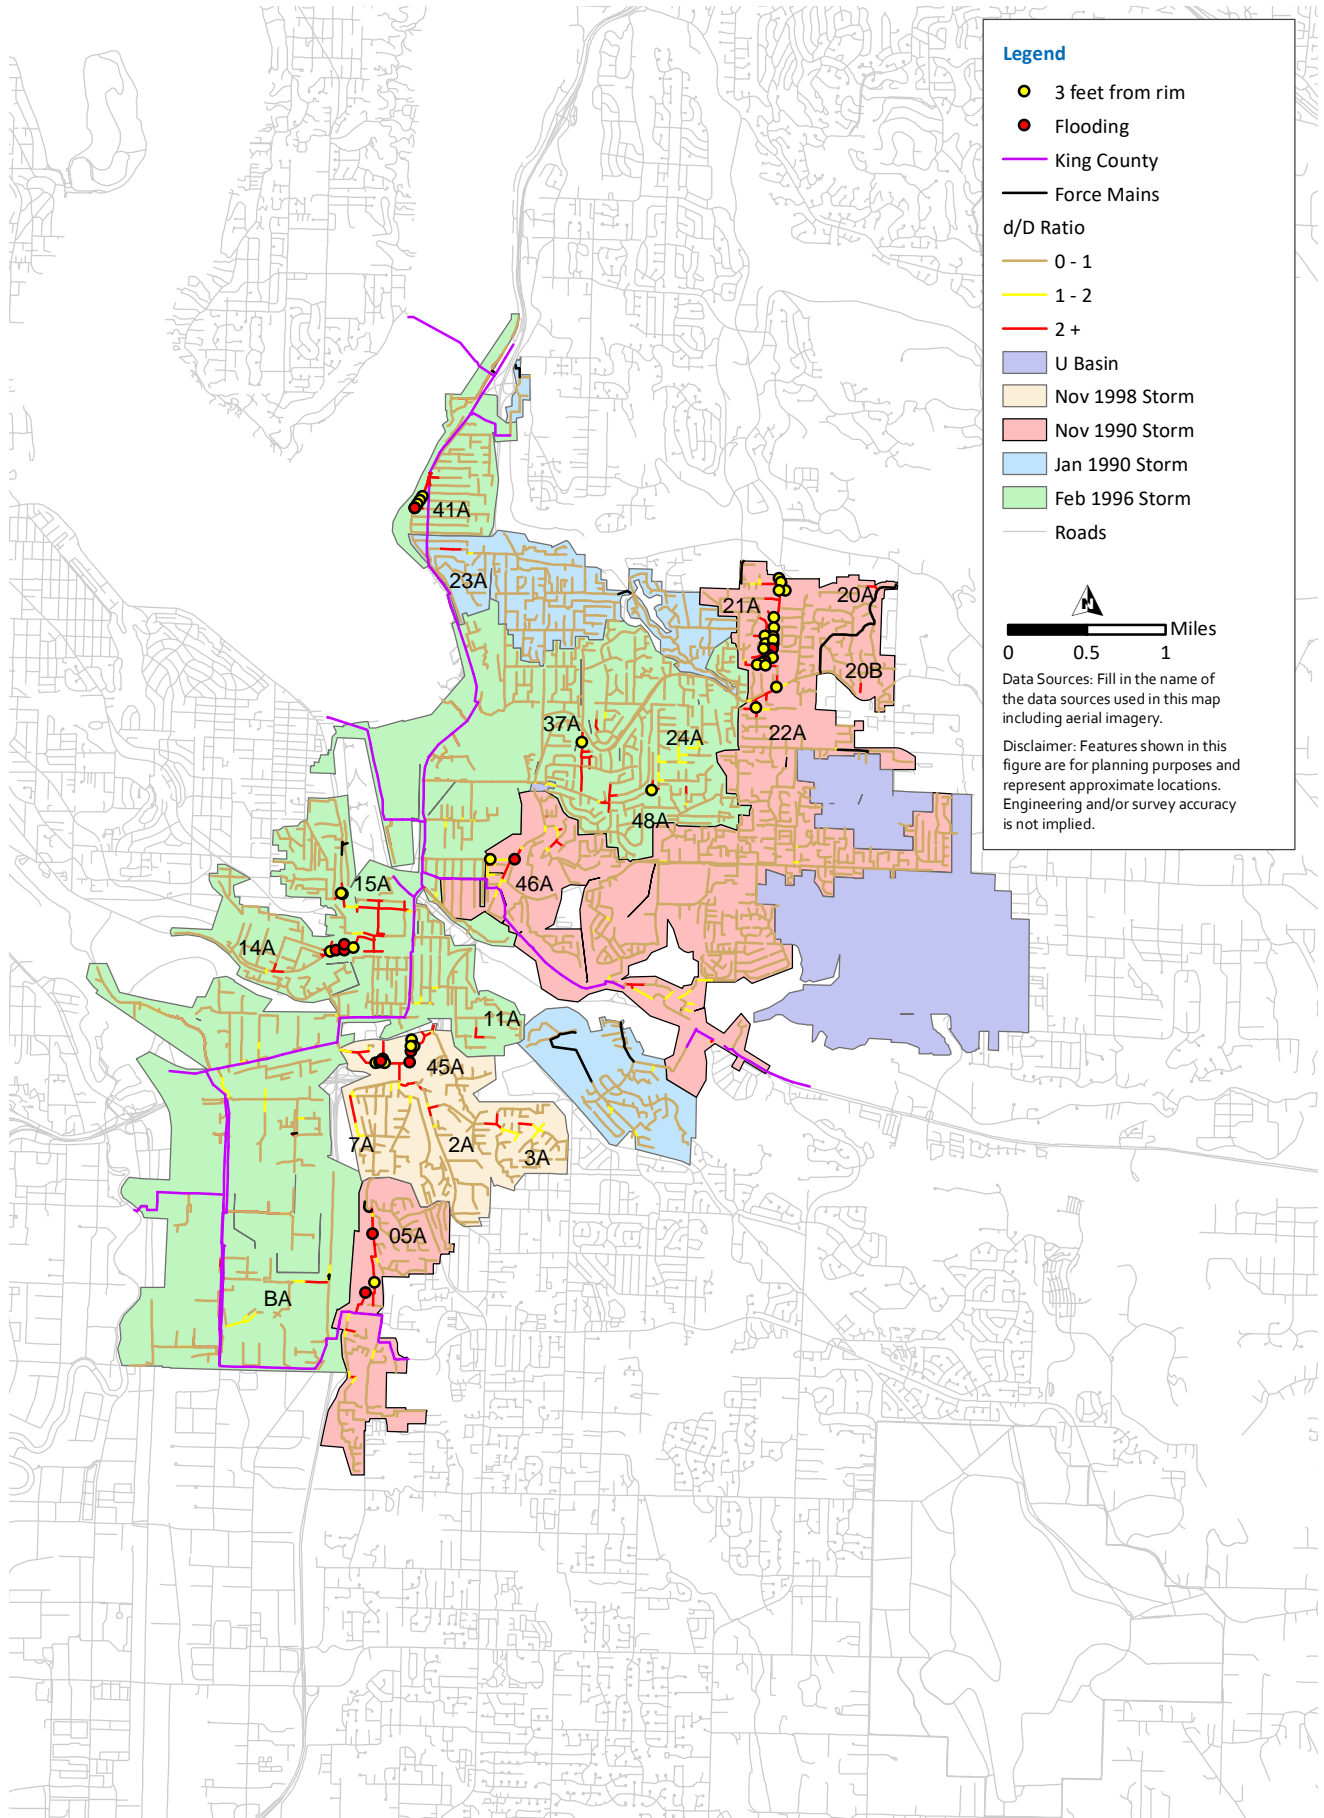 Legend
3 feet from rim
Flooding
King County
Force Mains
d/D Ratio
0 - 1
1 - 2
2 +
U Basin
Nov 1998 Storm
Nov 1990 Storm
Jan 1990 Storm
Feb 1996 Storm
Roads
N
Miles
0 0.5 1
Data Sources: Fill in the name of
the data sources used in this map
including aerial imagery.
Disclaimer: Features shown in this
figure are for planning purposes and
represent approximate locations.
Engineering and/or survey accuracy
is not implied.
41A
23A
21A
20A
20B
37A
24A
22A
48A
15A
46A
14A
11A
45A
7A
2A
3A
05A
BA